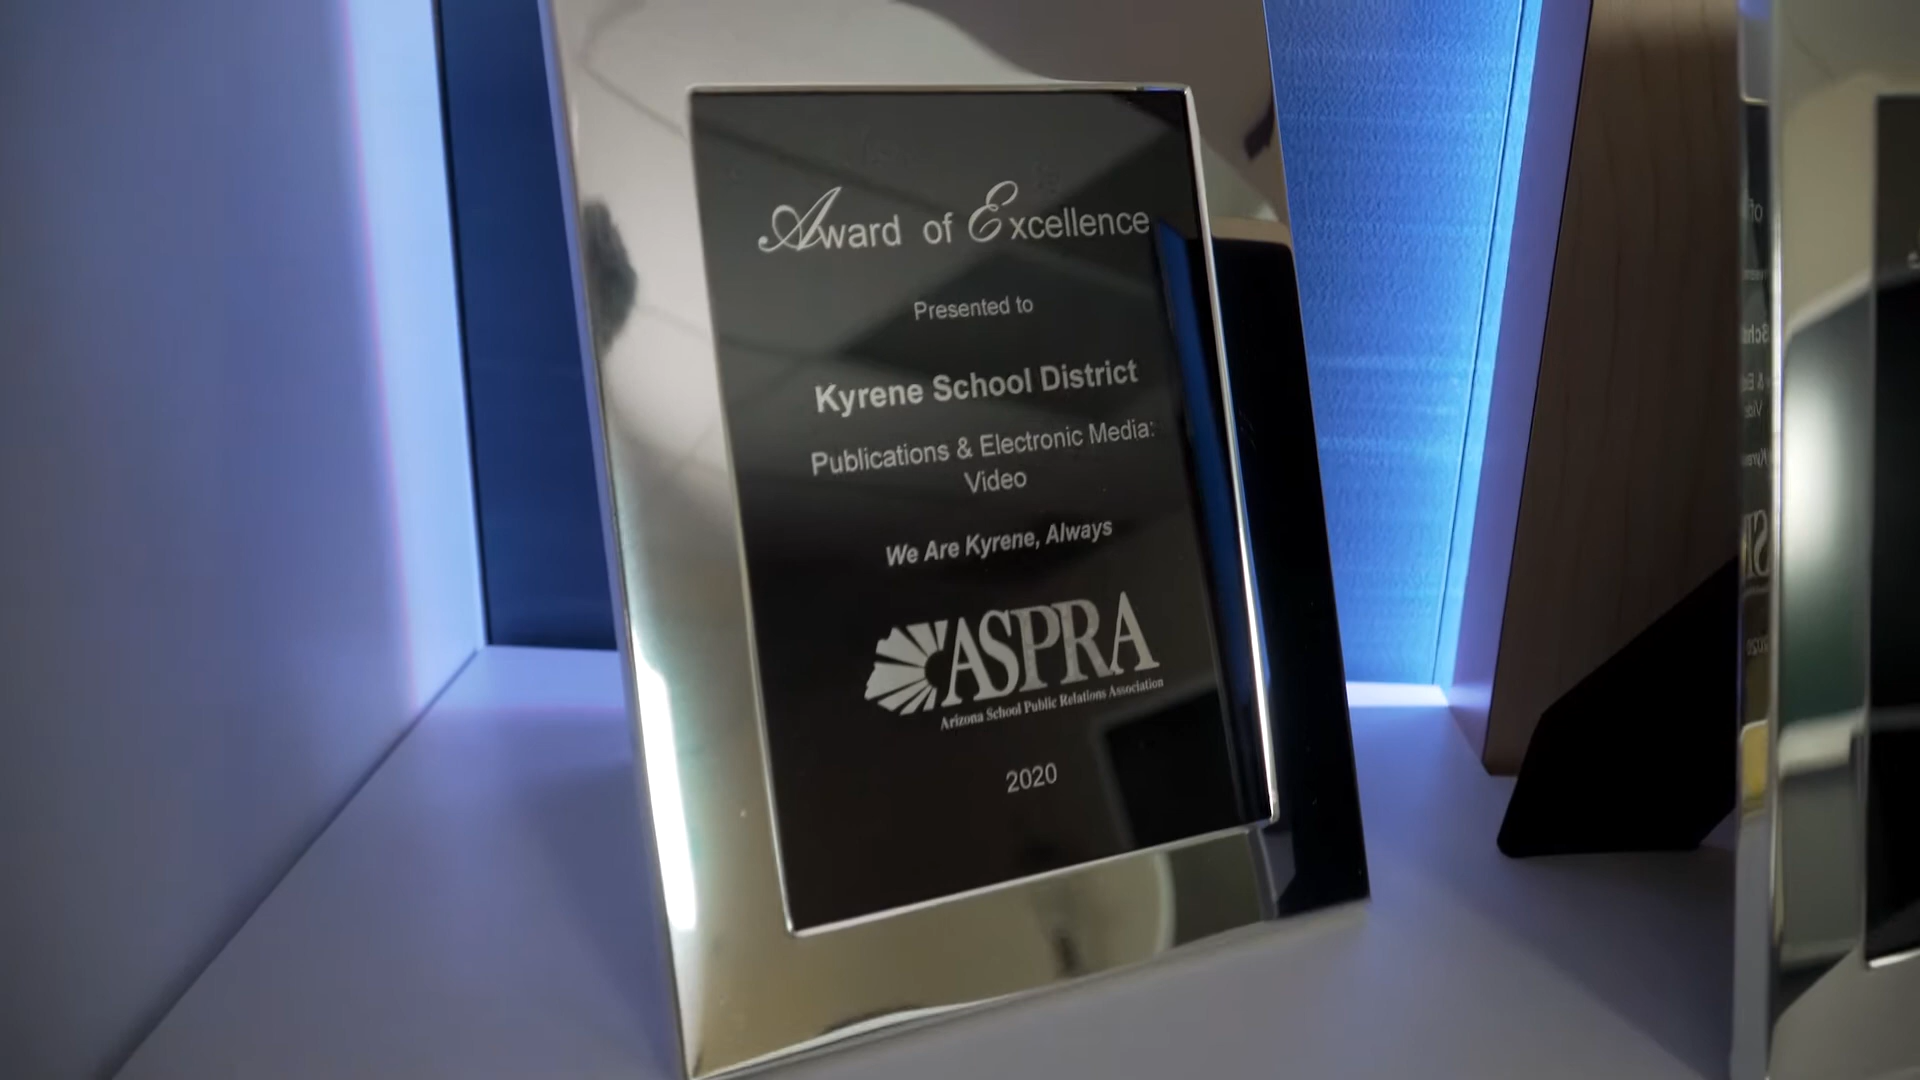 Award of Excellence
Presented to
Kyrene School District
Publications & Electronic Media:
Video
We Are Kyrene, Always
ASPRA
Arizona School Public Relations Association
2020